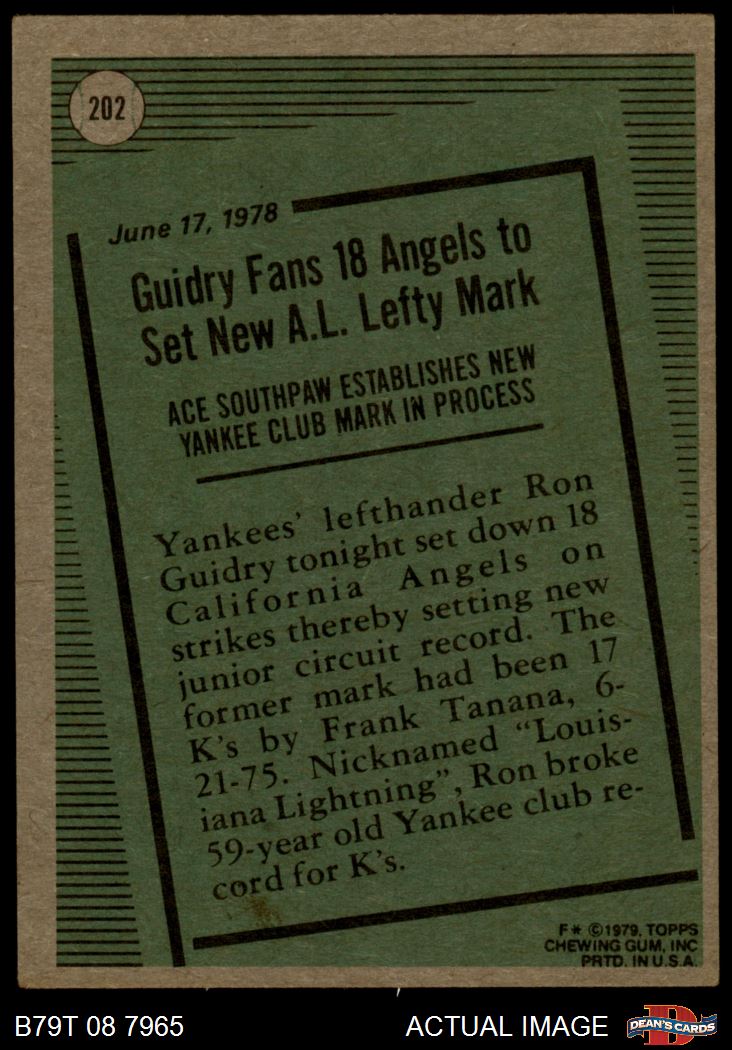 202
June 17, 1978
Guidry Fans 18 Angels to
Set New A.L. Lefty Mark
ACE SOUTHPAW ESTABLISHES NEW
YANKEE CLUB MARK IN PROCESS
Yankees' lefthander Ron
Guidry tonight set down 18
California Angels on
strikes thereby setting new
junior circuit record. The
former mark had been 17
K's by Frank Tanana, 6-
21-75. Nicknamed "Louis-
iana Lightning", Ron broke
59-year old Yankee club re-
cord for K's.
F* ©1979, TOPPS
CHEWING GUM, INC
PRTD. IN U.S.A.
B79T 08 7965
ACTUAL IMAGE
D
DEAN'S CARDS